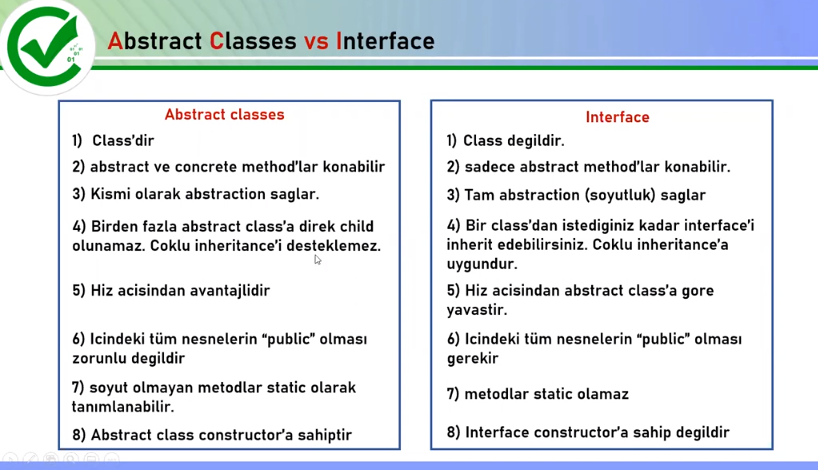 Abstract Classes vs Interface
Abstract classes
1) Class'dir
2) abstract ve concrete method'lar konabilir
3) Kismi olarak abstraction saglar.
4) Birden fazla abstract class'a direk child
olunamaz. Coklu inheritance'i desteklemez.
5) Hiz acisindan avantajlidir
6) Icindeki tüm nesnelerin "public" olması
zorunlu degildir
7) soyut olmayan metodlar static olarak
tanımlanabilir.
8) Abstract class constructor'a sahiptir
Interface
1) Class degildir.
2) sadece abstract method'lar konabilir.
3) Tam abstraction (soyutluk) saglar
4) Bir class'dan istediginiz kadar interface'i
inherit edebilirsiniz. Coklu inheritance'a
uygundur.
5) Hiz acisindan abstract class'a gore
yavastir.
6) Icindeki tüm nesnelerin "public" olması
gerekir
7) metodlar static olamaz
8) Interface constructor'a sahip degildir